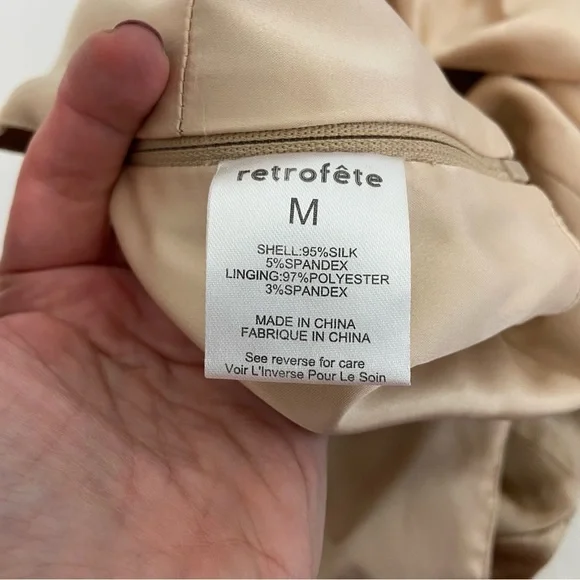 retrofête
M
SHELL:95%SILK
5%SPANDEX
LINGING:97%POLYESTER
3%SPANDEX
MADE IN CHINA
FABRIQUE IN CHINA
See reverse for care
Voir L'Inverse Pour Le Soin